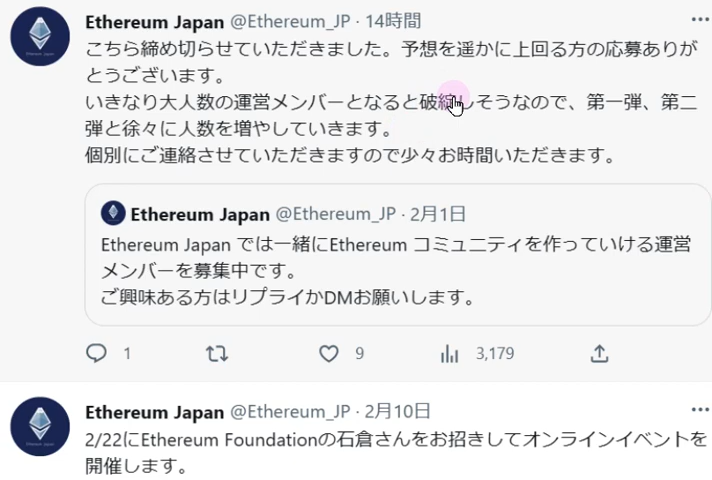 Ethereum Japan @Ethereum_JP · 14時間
こちら締め切らせていただきました。予想を遥かに上回る方の応募ありが
とうございます。
いきなり大人数の運営メンバーとなると破綻しそうなので、第一弾、第二
弾と徐々に人数を増やしていきます。
個別にご連絡させていただきますので少々お時間いただきます。
Ethereum Japan @Ethereum_JP · 2月1日
Ethereum Japan では一緒にEthereum コミュニティを作っていける運営
メンバーを募集中です。
ご興味ある方はリプライかDMお願いします。
1 9 3,179
Ethereum Japan @Ethereum_JP · 2月10日
2/22にEthereum Foundationの石倉さんをお招きしてオンラインイベントを
開催します。